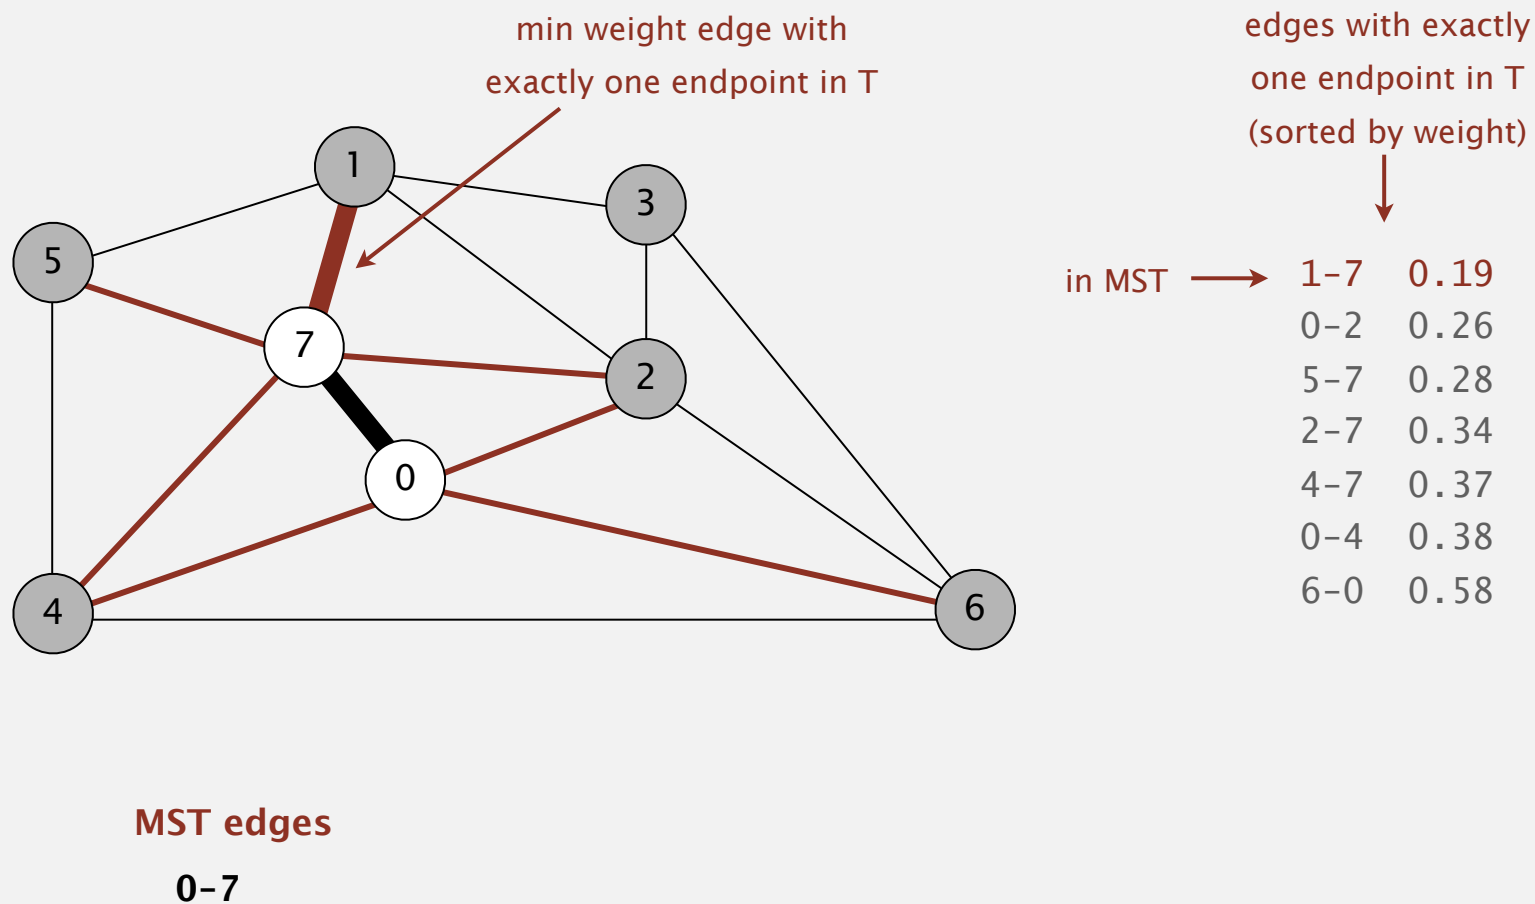 min weight edge with
exactly one endpoint in T
edges with exactly
one endpoint in T
(sorted by weight)
1
3
5
7
2
0
4
6
in MST
1-7 0.19
0-2 0.26
5-7 0.28
2-7 0.34
4-7 0.37
0-4 0.38
6-0 0.58
MST edges
0-7